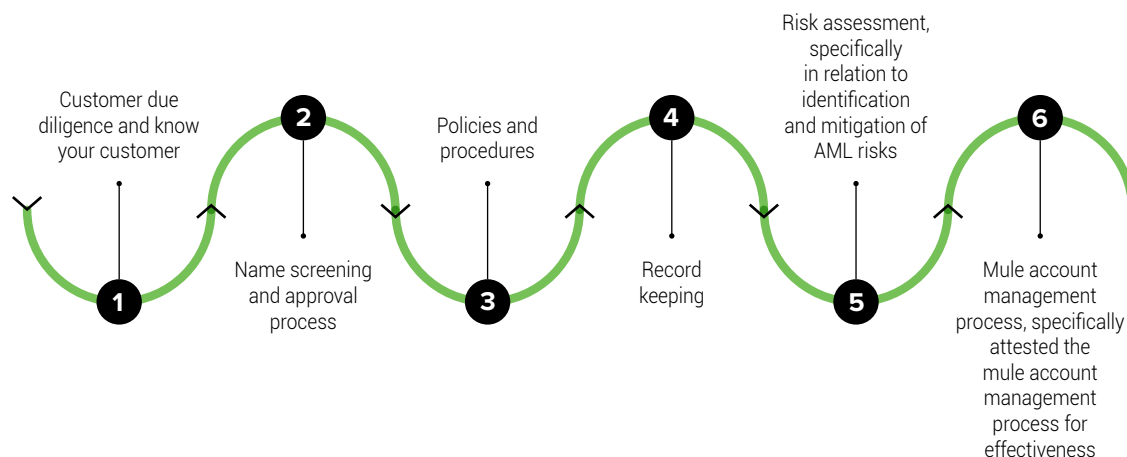 1
Customer due
diligence and know
your customer
2
Name screening
and approval
process
3
Policies and
procedures
4
Record
keeping
5
Risk assessment,
specifically
in relation to
identification
and mitigation of
AML risks
6
Mule account
management
process, specifically
attested the
mule account
management
process for
effectiveness